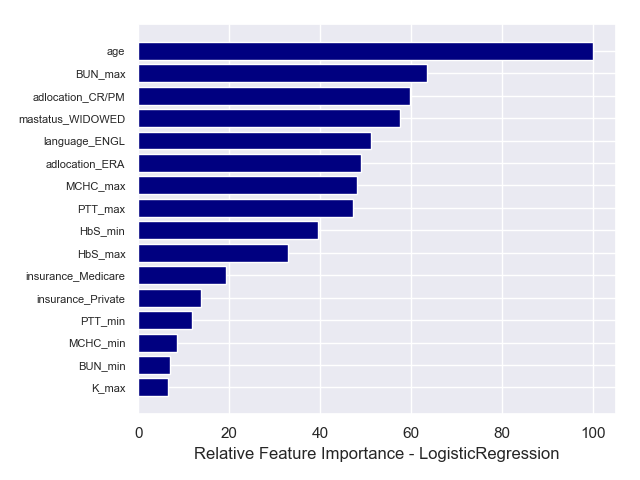 age
BUN_max
adlocation_CR/PM
mastatus_WIDOWED
language_ENGL
adlocation_ERA
MCHC_max
PTT_max
HbS_min
HbS_max
insurance_Medicare
insurance_Private
PTT_min
MCHC_min
BUN_min
K_max
0 20 40 60 80 100
Relative Feature Importance - LogisticRegression